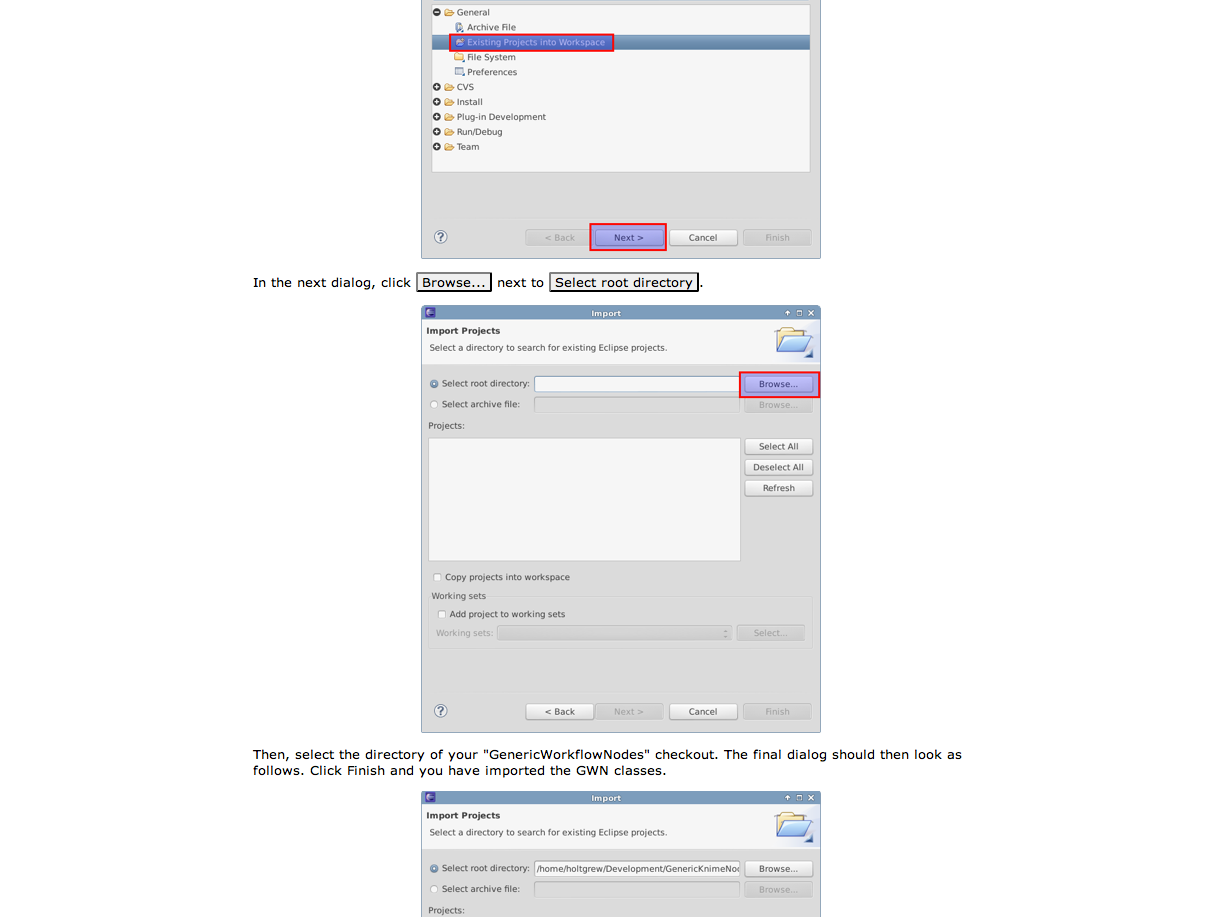 General
Archive File
Existing Projects into Workspace
File System
Preferences
CVS
Install
Plug-in Development
Run/Debug
Team
? < Back Next > Cancel Finish
In the next dialog, click Browse... next to Select root directory.
Import
Import Projects
Select a directory to search for existing Eclipse projects.
Select root directory: Browse...
Select archive file: Browse...
Projects:
Select All
Deselect All
Refresh
Copy projects into workspace
Working sets
Add project to working sets
Working sets: Select...
? < Back Next > Cancel Finish
Then, select the directory of your "GenericWorkflowNodes" checkout. The final dialog should then look as
follows. Click Finish and you have imported the GWN classes.
Import
Import Projects
Select a directory to search for existing Eclipse projects.
Select root directory: /home/holtgrew/Development/GenericKnimeNod Browse...
Select archive file: Browse...
Projects: